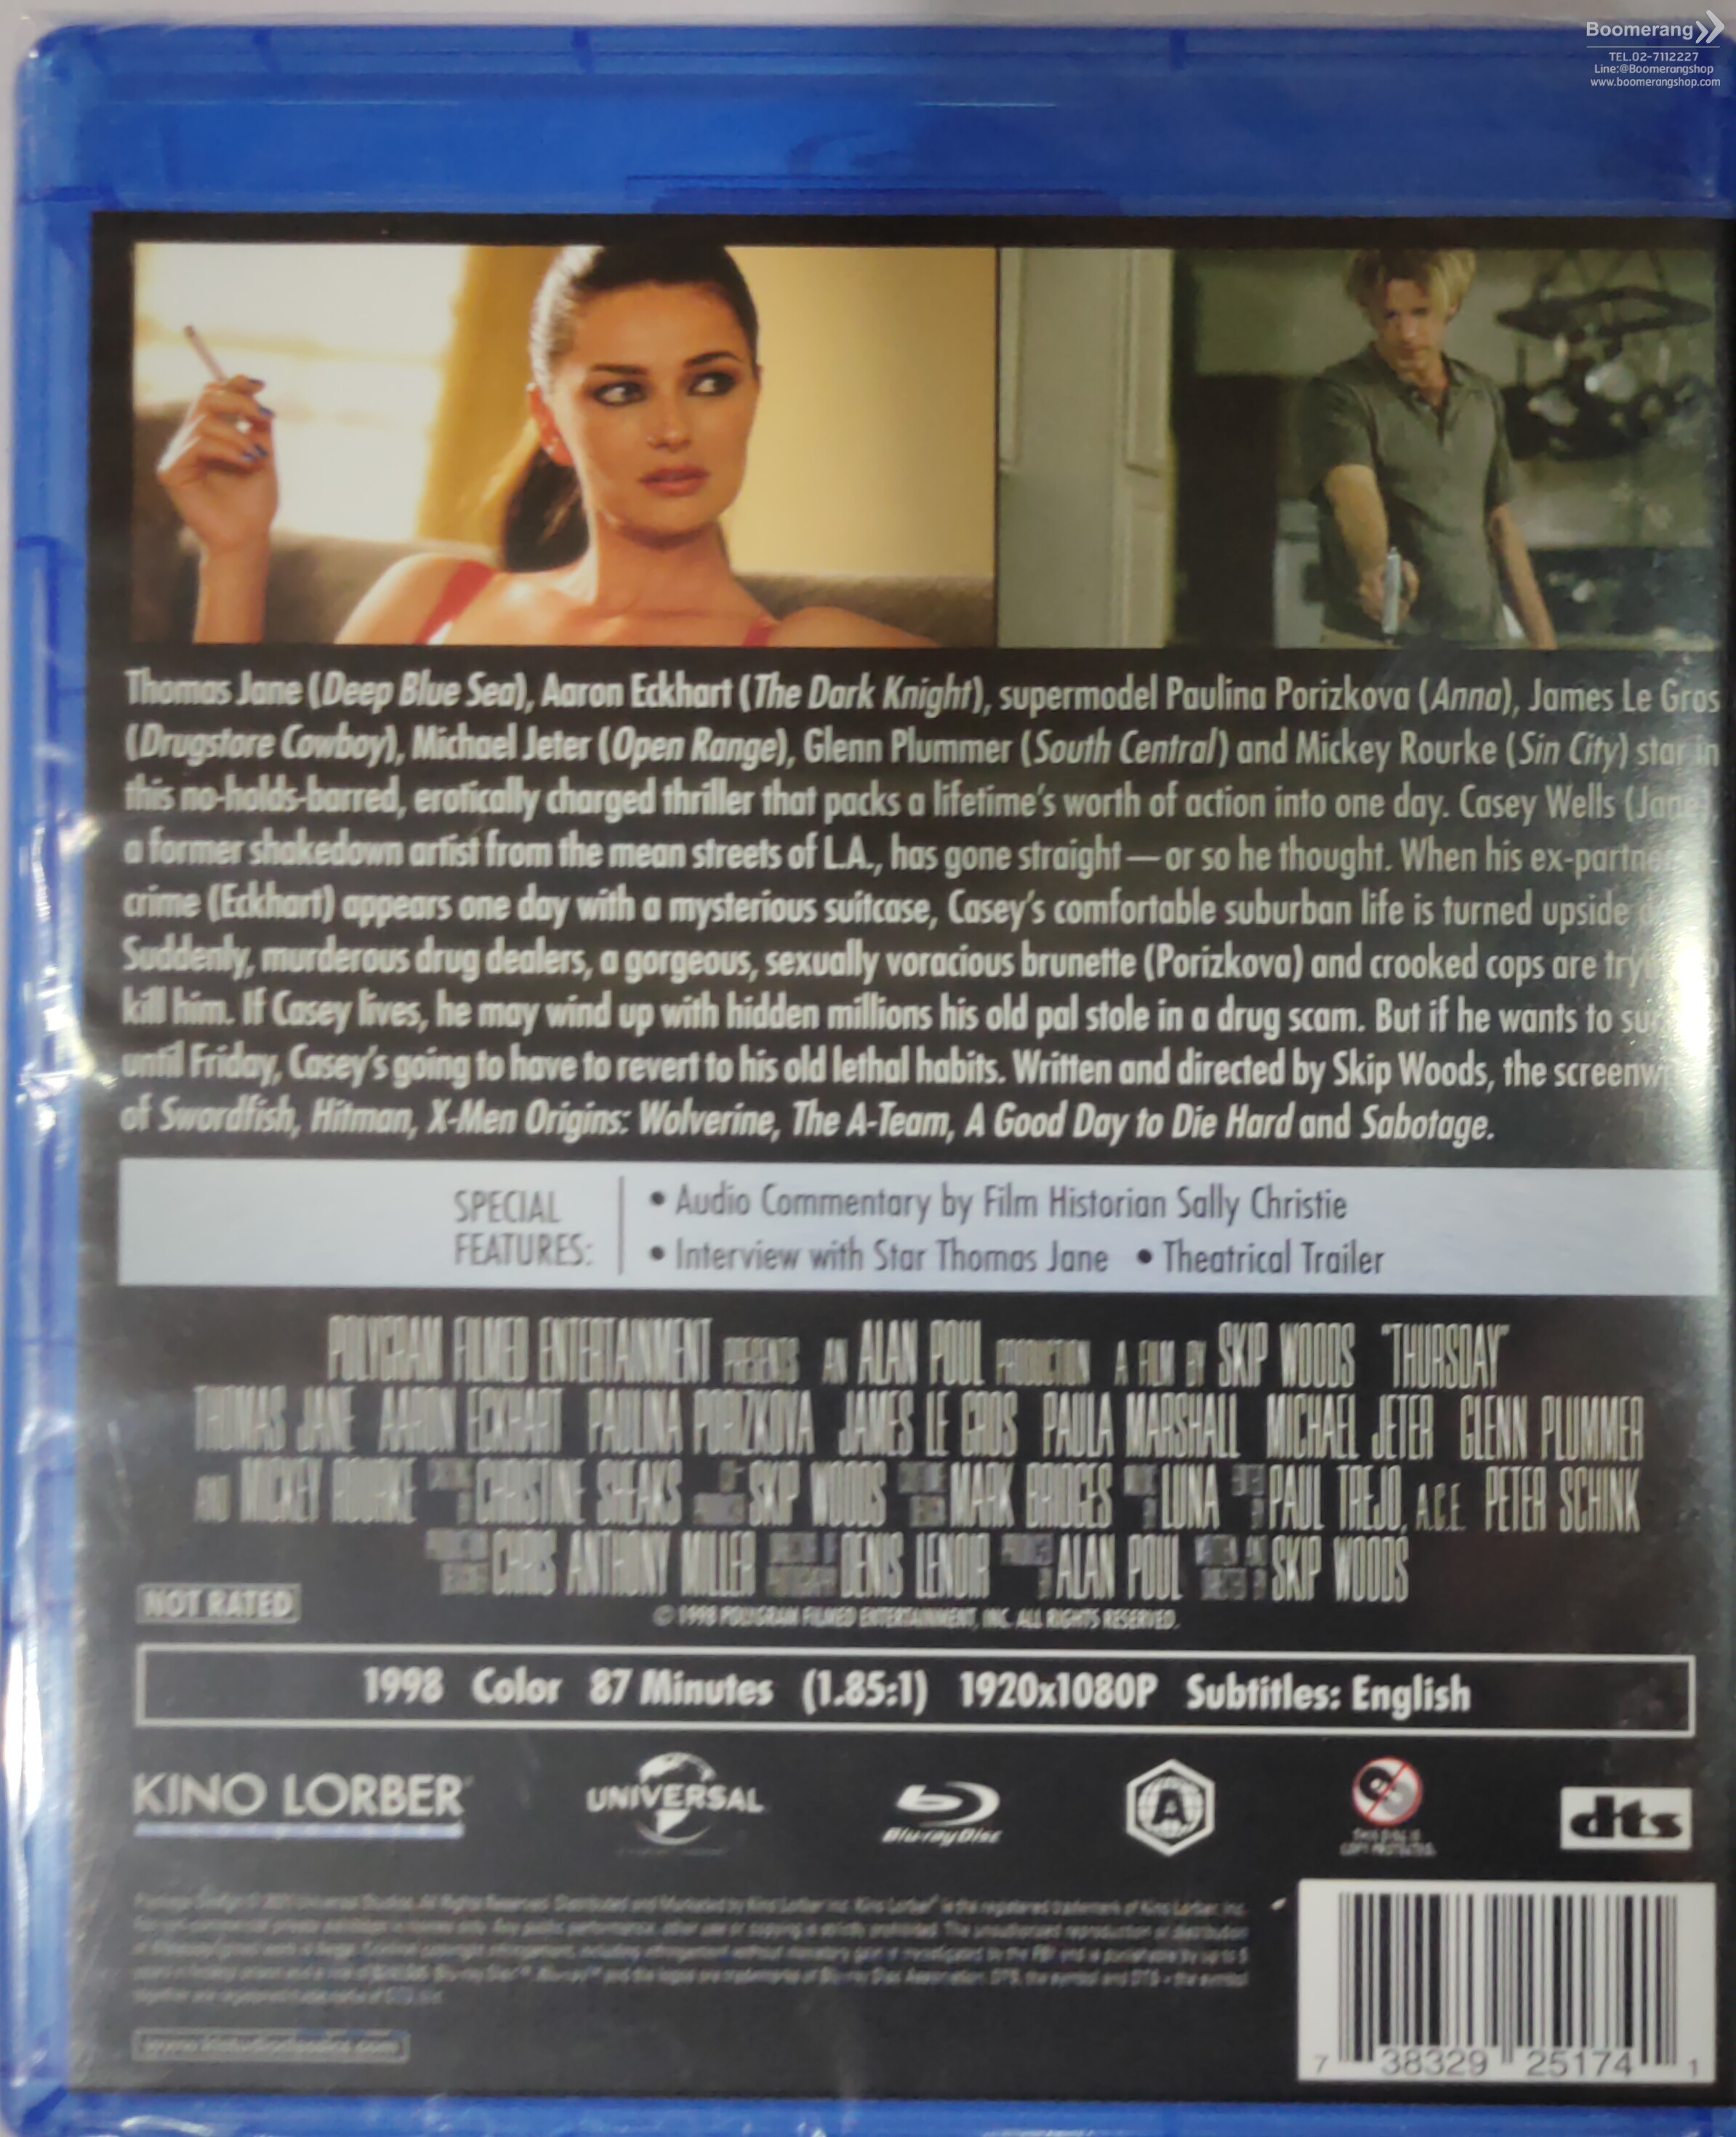 Boomerang
TEL.02-7112227
Line:@Boomerangshop
www.boomerangshop.com
Thomas Jane (Deep Blue Sea), Aaron Eckhart (The Dark Knight), supermodel Paulina Porizkova (Anna), James Le Gros
(Drugstore Cowboy), Michael Jeter (Open Range), Glenn Plummer (South Central) and Mickey Rourke (Sin City) star in
this no-holds-barred, erotically charged thriller that packs a lifetime's worth of action into one day. Casey Wells (Jane),
a former shakedown artist from the mean streets of L.A., has gone straight—or so he thought. When his
crime (Eckhart) appears one day with a mysterious suitcase, Casey's comfortable suburban life is turned upside
Suddenly, murderous drug dealers, a gorgeous, sexually voracious brunette (Porizkova) and crooked cops are
kill him. If Casey lives, he may wind up with hidden millions his old pal stole in a drug scam. But if he wants to
until Friday, Casey's going to have to revert to his old lethal habits. Written and directed by Skip Woods, the
of Swordfish, Hitman, X-Men Origins: Wolverine, The A-Team, A Good Day to Die Hard and Sabotage.
SPECIAL FEATURES:
• Audio Commentary by Film Historian Sally Christie
• Interview with Star Thomas Jane • Theatrical Trailer
POLYGRAM FILMED ENTERTAINMENT PRESENTS AN ALAN POUL PRODUCTION A FILM BY SKIP WOODS "THURSDAY"
THOMAS JANE AARON ECKHART PAULINA PORIZKOVA JAMES LE GROS PAULA MARSHALL MICHAEL JETER GLENN PLUMMER
AND MICKEY ROURKE CHRISTINE SHEAKS SKIP WOODS MARK BRIDGES LUNA PAUL TREJO, A.C.E. PETER SCHINK
CHRIS ANTHONY MILLER DENIS LENOIR ALAN POUL SKIP WOODS
NOT RATED
© 1998 POLYGRAM FILMED ENTERTAINMENT, INC. ALL RIGHTS RESERVED.
1998 Color 87 Minutes (1.85:1) 1920x1080P Subtitles: English
KINO LORBER
UNIVERSAL
Blu-ray Disc
A
THIS DISC IS
COPY PROTECTED.
dts
7 38329 25174 1